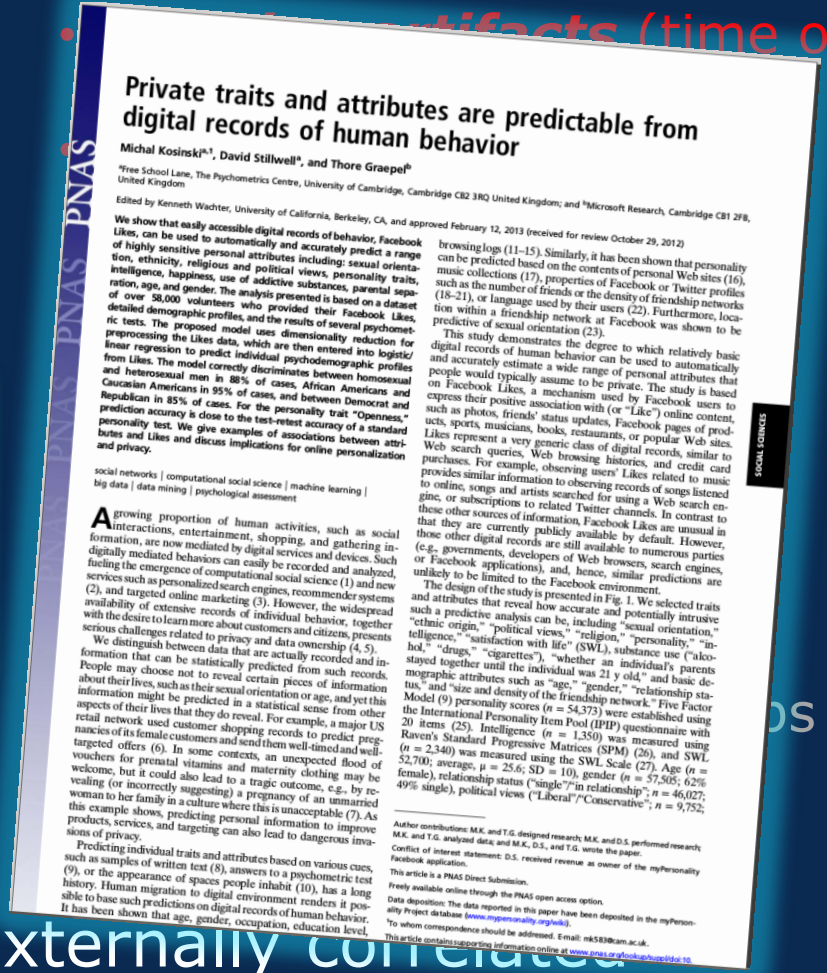 artifacts (time o
Private traits and attributes are predictable from
digital records of human behavior
Michal Kosinskia,1, David Stillwella, and Thore Graepelb
aFree School Lane, The Psychometrics Centre, University of Cambridge, Cambridge CB2 3RQ United Kingdom; and bMicrosoft Research, Cambridge CB1 2FB,
United Kingdom
Edited by Kenneth Wachter, University of California, Berkeley, CA, and approved February 12, 2013 (received for review October 29, 2012)
We show that easily accessible digital records of behavior, Facebook
Likes, can be used to automatically and accurately predict a range
of highly sensitive personal attributes including: sexual orienta-
tion, ethnicity, religious and political views, personality traits,
intelligence, happiness, use of addictive substances, parental sepa-
ration, age, and gender. The analysis presented is based on a dataset
of over 58,000 volunteers who provided their Facebook Likes,
detailed demographic profiles, and the results of several psychomet-
ric tests. The proposed model uses dimensionality reduction for
preprocessing the Likes data, which are then entered into logistic/
linear regression to predict individual psychodemographic profiles
from Likes. The model correctly discriminates between homosexual
and heterosexual men in 88% of cases, African Americans and
Caucasian Americans in 95% of cases, and between Democrat and
Republican in 85% of cases. For the personality trait “Openness,”
prediction accuracy is close to the test–retest accuracy of a standard
personality test. We give examples of associations between attri-
butes and Likes and discuss implications for online personalization
and privacy.
social networks | computational social science | machine learning |
big data | data mining | psychological assessment
A growing proportion of human activities, such as social
interactions, entertainment, shopping, and gathering in-
formation, are now mediated by digital services and devices. Such
digitally mediated behaviors can easily be recorded and analyzed,
fueling the emergence of computational social science (1) and new
services such as personalized search engines, recommender systems
(2), and targeted online marketing (3). However, the widespread
availability of extensive records of individual behavior, together
with the desire to learn more about customers and citizens, presents
serious challenges related to privacy and data ownership (4, 5).
We distinguish between data that are actually recorded and in-
formation that can be statistically predicted from such records.
People may choose not to reveal certain pieces of information
about their lives, such as their sexual orientation or age, and yet this
information might be predicted in a statistical sense from other
aspects of their lives that they do reveal. For example, a major US
retail network used customer shopping records to predict preg-
nancies of its female customers and send them well-timed and well-
targeted offers (6). In some contexts, an unexpected flood of
vouchers for prenatal vitamins and maternity clothing may be
welcome, but it could also lead to a tragic outcome, e.g., by re-
vealing (or incorrectly suggesting) a pregnancy of an unmarried
woman to her family in a culture where this is unacceptable (7). As
this example shows, predicting personal information to improve
products, services, and targeting can also lead to dangerous inva-
sions of privacy.
Predicting individual traits and attributes based on various cues,
such as samples of written text (8), answers to a psychometric test
(9), or the appearance of spaces people inhabit (10), has a long
history. Human migration to digital environment renders it pos-
sible to base such predictions on digital records of human behavior.
It has been shown that age, gender, occupation, education level,
browsing logs (11–15). Similarly, it has been shown that personality
can be predicted based on the contents of personal Web sites (16),
music collections (17), properties of Facebook or Twitter profiles
such as the number of friends or the density of friendship networks
(18–21), or language used by their users (22). Furthermore, loca-
tion within a friendship network at Facebook was shown to be
predictive of sexual orientation (23).
This study demonstrates the degree to which relatively basic
digital records of human behavior can be used to automatically
and accurately estimate a wide range of personal attributes that
people would typically assume to be private. The study is based
on Facebook Likes, a mechanism used by Facebook users to
express their positive association with (or “Like”) online content,
such as photos, friends' status updates, Facebook pages of prod-
ucts, sports, musicians, books, restaurants, or popular Web sites.
Likes represent a very generic class of digital records, similar to
Web search queries, Web browsing histories, and credit card
purchases. For example, observing users' Likes related to music
provides similar information to observing records of songs listened
to online, songs and artists searched for using a Web search en-
gine, or subscriptions to related Twitter channels. In contrast to
these other sources of information, Facebook Likes are unusual in
that they are currently publicly available by default. However,
those other digital records are still available to numerous parties
(e.g., governments, developers of Web browsers, search engines,
or Facebook applications), and, hence, similar predictions are
unlikely to be limited to the Facebook environment.
The design of the study is presented in Fig. 1. We selected traits
and attributes that reveal how accurate and potentially intrusive
such a predictive analysis can be, including “sexual orientation,”
“ethnic origin,” “political views,” “religion,” “personality,” “in-
telligence,” “satisfaction with life” (SWL), substance use (“alco-
hol,” “drugs,” “cigarettes”), “whether an individual's parents
stayed together until the individual was 21 y old,” and basic de-
mographic attributes such as “age,” “gender,” “relationship sta-
tus,” and “size and density of the friendship network.” Five Factor
Model (9) personality scores (n = 54,373) were established using
the International Personality Item Pool (IPIP) questionnaire with
20 items (25). Intelligence (n = 1,350) was measured using
Raven's Standard Progressive Matrices (SPM) (26), and SWL
(n = 2,340) was measured using the SWL Scale (27). Age (n =
52,700; average, μ = 25.6; SD = 10), gender (n = 57,505; 62%
female), relationship status (“single”/“in relationship”; n = 46,027;
49% single), political views (“Liberal”/“Conservative”; n = 9,752;
Author contributions: M.K. and T.G. designed research; M.K. and D.S. performed research;
M.K. and T.G. analyzed data; and M.K., D.S., and T.G. wrote the paper.
Conflict of interest statement: D.S. received revenue as owner of the myPersonality
Facebook application.
This article is a PNAS Direct Submission.
Freely available online through the PNAS open access option.
Data deposition: The data reported in this paper have been deposited in the myPerson-
ality Project database (www.mypersonality.org/wiki).
1To whom correspondence should be addressed. E-mail: mk583@cam.ac.uk.
This article contains supporting information online at www.pnas.org/lookup/suppl/doi:10.
PNAS PNAS PNAS PNAS
SOCIAL SCIENCES
ps
xternally correlated